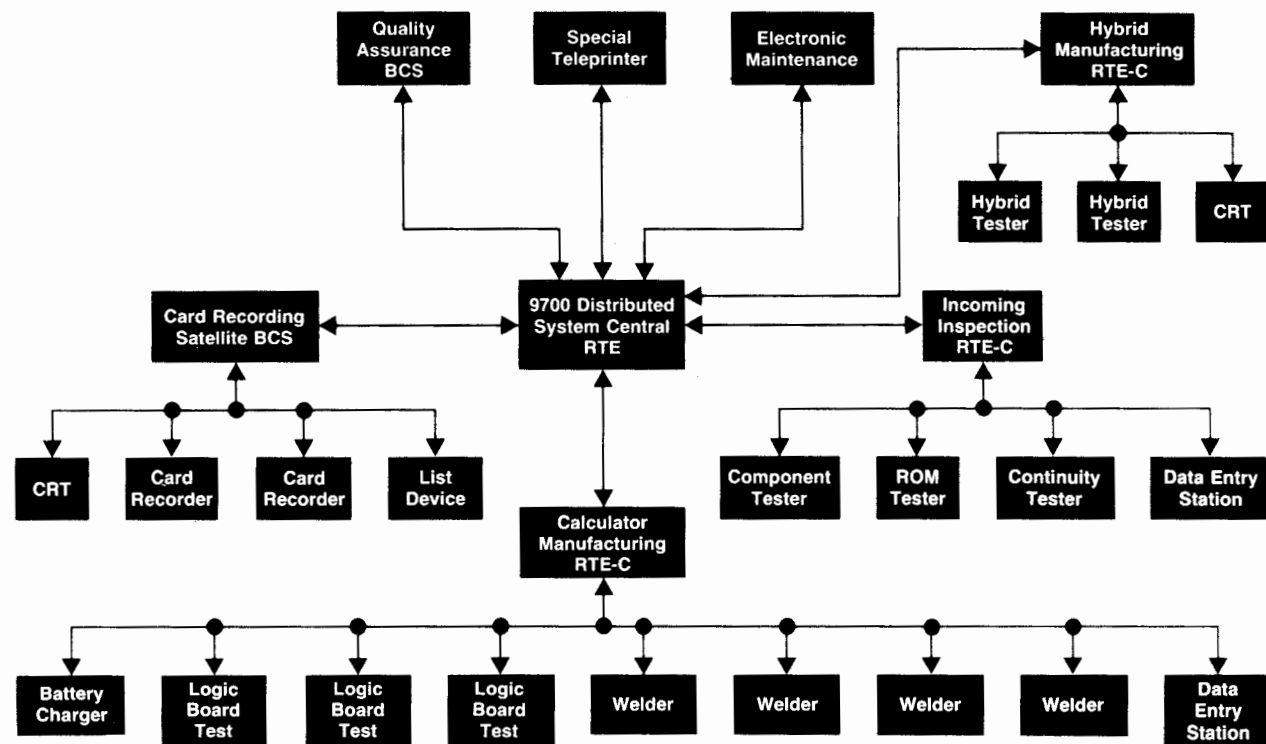 Quality
Assurance
BCS
Special
Teleprinter
Electronic
Maintenance
Hybrid
Manufacturing
RTE-C
Hybrid
Tester
Hybrid
Tester
CRT
Card Recording
Satellite BCS
9700 Distributed
System Central
RTE
Incoming
Inspection
RTE-C
CRT
Card
Recorder
Card
Recorder
List
Device
Component
Tester
ROM
Tester
Continuity
Tester
Data Entry
Station
Calculator
Manufacturing
RTE-C
Battery
Charger
Logic
Board
Test
Logic
Board
Test
Logic
Board
Test
Welder
Welder
Welder
Welder
Data
Entry
Station